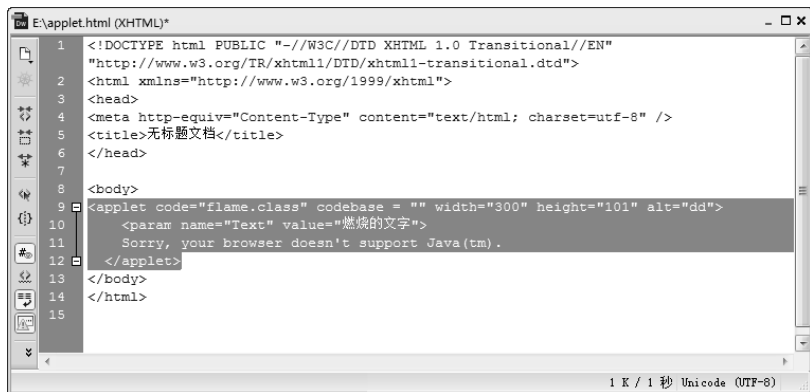 E:\applet.html (XHTML)*
1 <!DOCTYPE html PUBLIC "-//W3C//DTD XHTML 1.0 Transitional//EN"
"http://www.w3.org/TR/xhtml1/DTD/xhtml1-transitional.dtd">
2 <html xmlns="http://www.w3.org/1999/xhtml">
3 <head>
4 <meta http-equiv="Content-Type" content="text/html; charset=utf-8" />
5 <title>无标题文档</title>
6 </head>
7
8 <body>
9 <applet code="flame.class" codebase = "" width="300" height="101" alt="dd">
10 <param name="Text" value="燃烧的文字">
11 Sorry, your browser doesn't support Java(tm).
12 </applet>
13 </body>
14 </html>
15
1 K / 1 秒 Unicode (UTF-8)